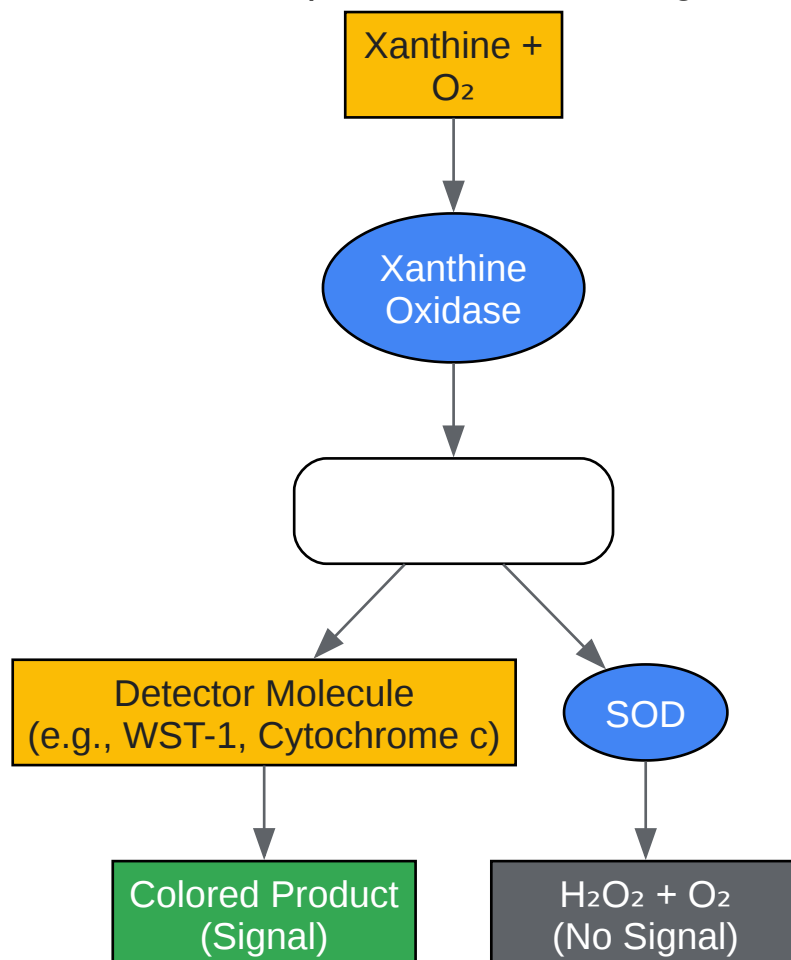 Xanthine +
O₂
Xanthine
Oxidase
Detector Molecule
(e.g., WST-1, Cytochrome c)
SOD
Colored Product
(Signal)
H₂O₂ + O₂
(No Signal)